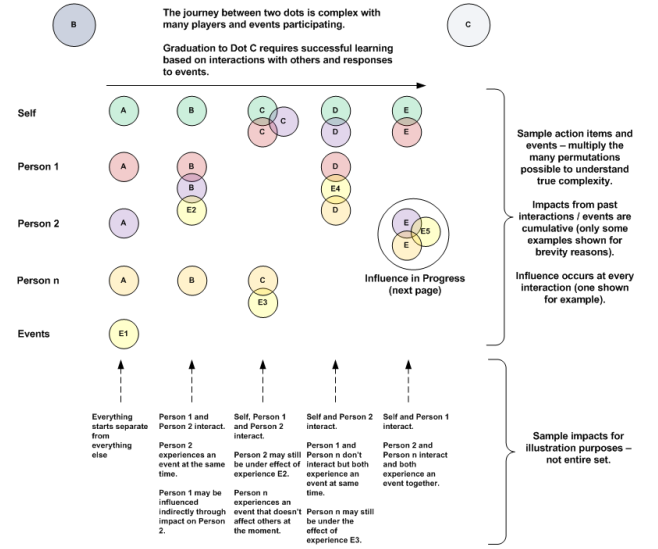 B
The journey between two dots is complex with
many players and events participating.
Graduation to Dot C requires successful learning
based on interactions with others and responses
to events.
C
Self
A
B
C
C
C
D
D
E
E
Person 1
A
B
B
E2
D
E4
D
Person 2
A
E
E5
E
Influence in Progress
(next page)
Person n
A
B
C
E3
Events
E1
Sample action items and
events – multiply the
many permutations
possible to understand
true complexity.
Impacts from past
interactions / events are
cumulative (only some
examples shown for
brevity reasons).
Influence occurs at every
interaction (one shown
for example).
Everything
starts separate
from
everything
else
Person 1 and
Person 2 interact.
Person 2
experiences an
event at the same
time.
Person 1 may be
influenced
indirectly through
impact on Person
2.
Self, Person 1
and Person 2
interact.
Person 2 may still
be under effect of
experience E2.
Person n
experiences an
event that doesn't
affect others at
the moment.
Self and Person 2
interact.
Person 1 and
Person n don't
interact but both
experience an
event at same
time.
Person n may still
be under the
effect of
experience E3.
Self and Person 1
interact.
Person 2 and
Person n interact
and both
experience an
event together.
Sample impacts for
illustration purposes –
not entire set.